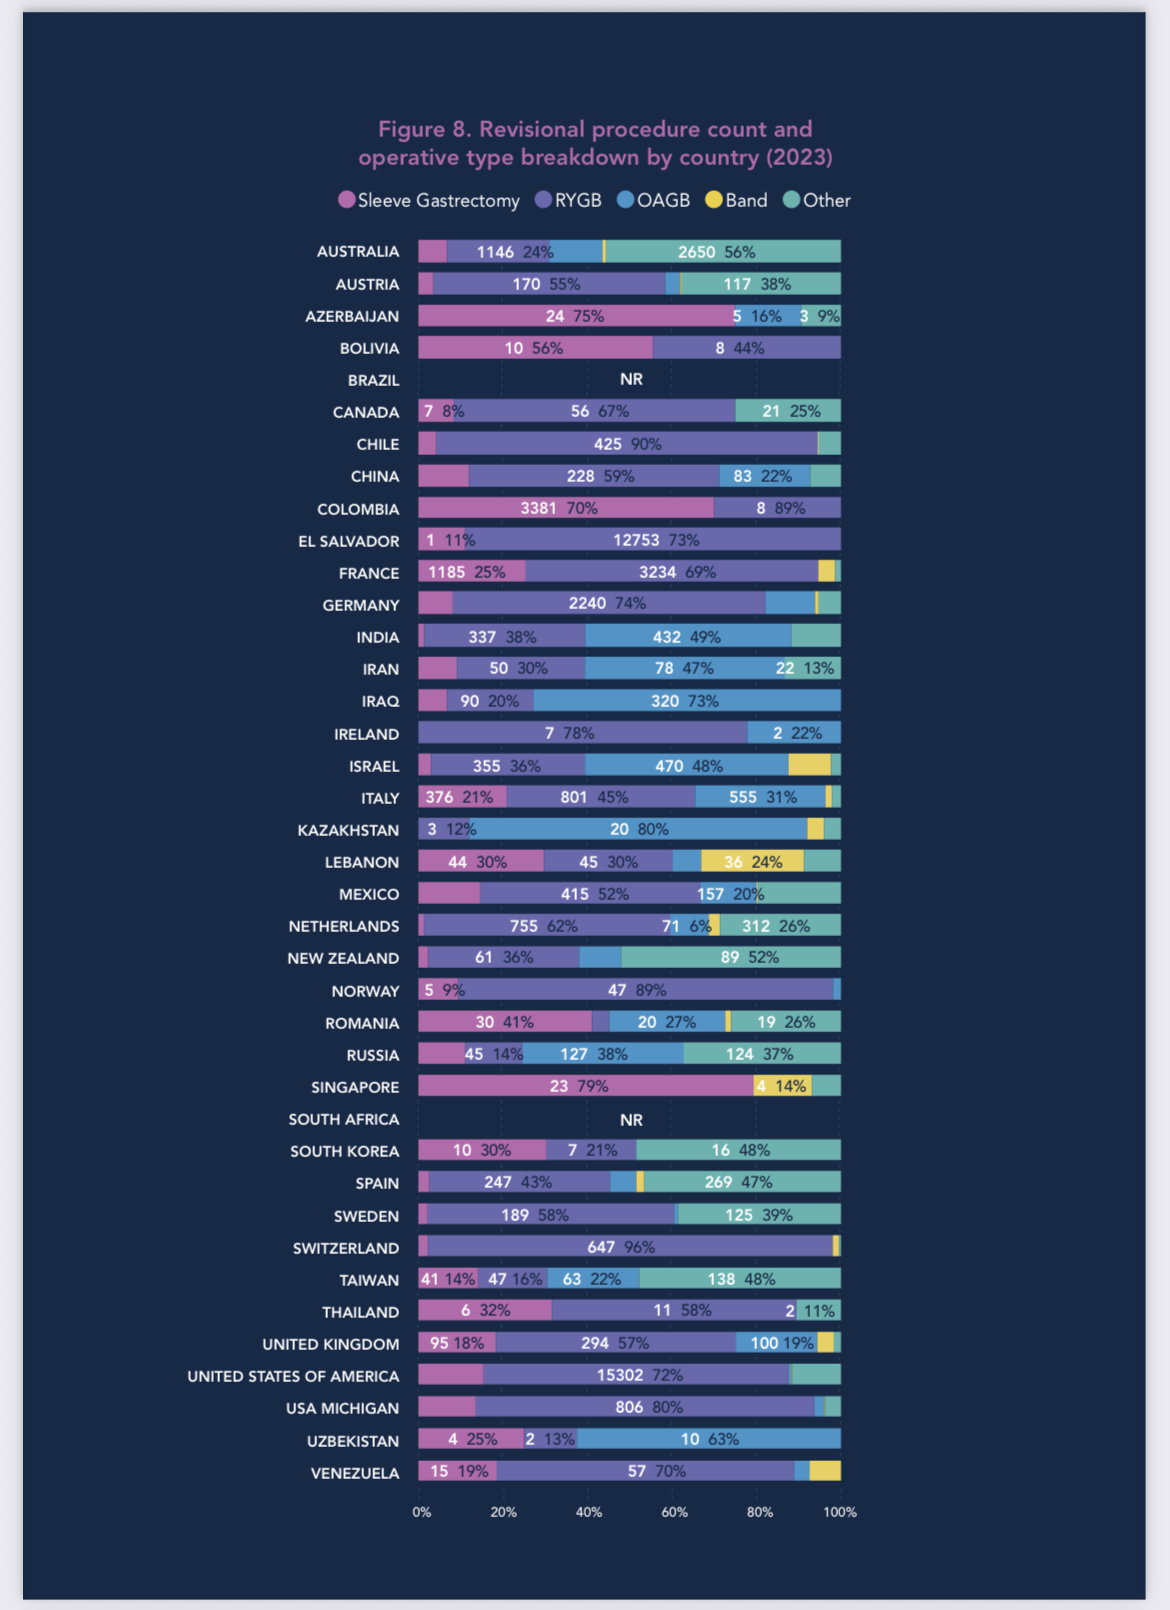 Figure 8. Revisional procedure count and
operative type breakdown by country (2023)
Sleeve Gastrectomy RYGB OAGB Band Other
AUSTRALIA 1146 24% 2650 56%
AUSTRIA 170 55% 117 38%
AZERBAIJAN 24 75% 5 16% 3 9%
BOLIVIA 10 56% 8 44%
BRAZIL NR
CANADA 7 8% 56 67% 21 25%
CHILE 425 90%
CHINA 228 59% 83 22%
COLOMBIA 3381 70% 8 89%
EL SALVADOR 1 11% 12753 73%
FRANCE 1185 25% 3234 69%
GERMANY 2240 74%
INDIA 337 38% 432 49%
IRAN 50 30% 78 47% 22 13%
IRAQ 90 20% 320 73%
IRELAND 7 78% 2 22%
ISRAEL 355 36% 470 48%
ITALY 376 21% 801 45% 555 31%
KAZAKHSTAN 3 12% 20 80%
LEBANON 44 30% 45 30% 36 24%
MEXICO 415 52% 157 20%
NETHERLANDS 755 62% 71 6% 312 26%
NEW ZEALAND 61 36% 89 52%
NORWAY 5 9% 47 89%
ROMANIA 30 41% 20 27% 19 26%
RUSSIA 45 14% 127 38% 124 37%
SINGAPORE 23 79% 4 14%
SOUTH AFRICA NR
SOUTH KOREA 10 30% 7 21% 16 48%
SPAIN 247 43% 269 47%
SWEDEN 189 58% 125 39%
SWITZERLAND 647 96%
TAIWAN 41 14% 47 16% 63 22% 138 48%
THAILAND 6 32% 11 58% 2 11%
UNITED KINGDOM 95 18% 294 57% 100 19%
UNITED STATES OF AMERICA 15302 72%
USA MICHIGAN 806 80%
UZBEKISTAN 4 25% 2 13% 10 63%
VENEZUELA 15 19% 57 70%
0% 20% 40% 60% 80% 100%